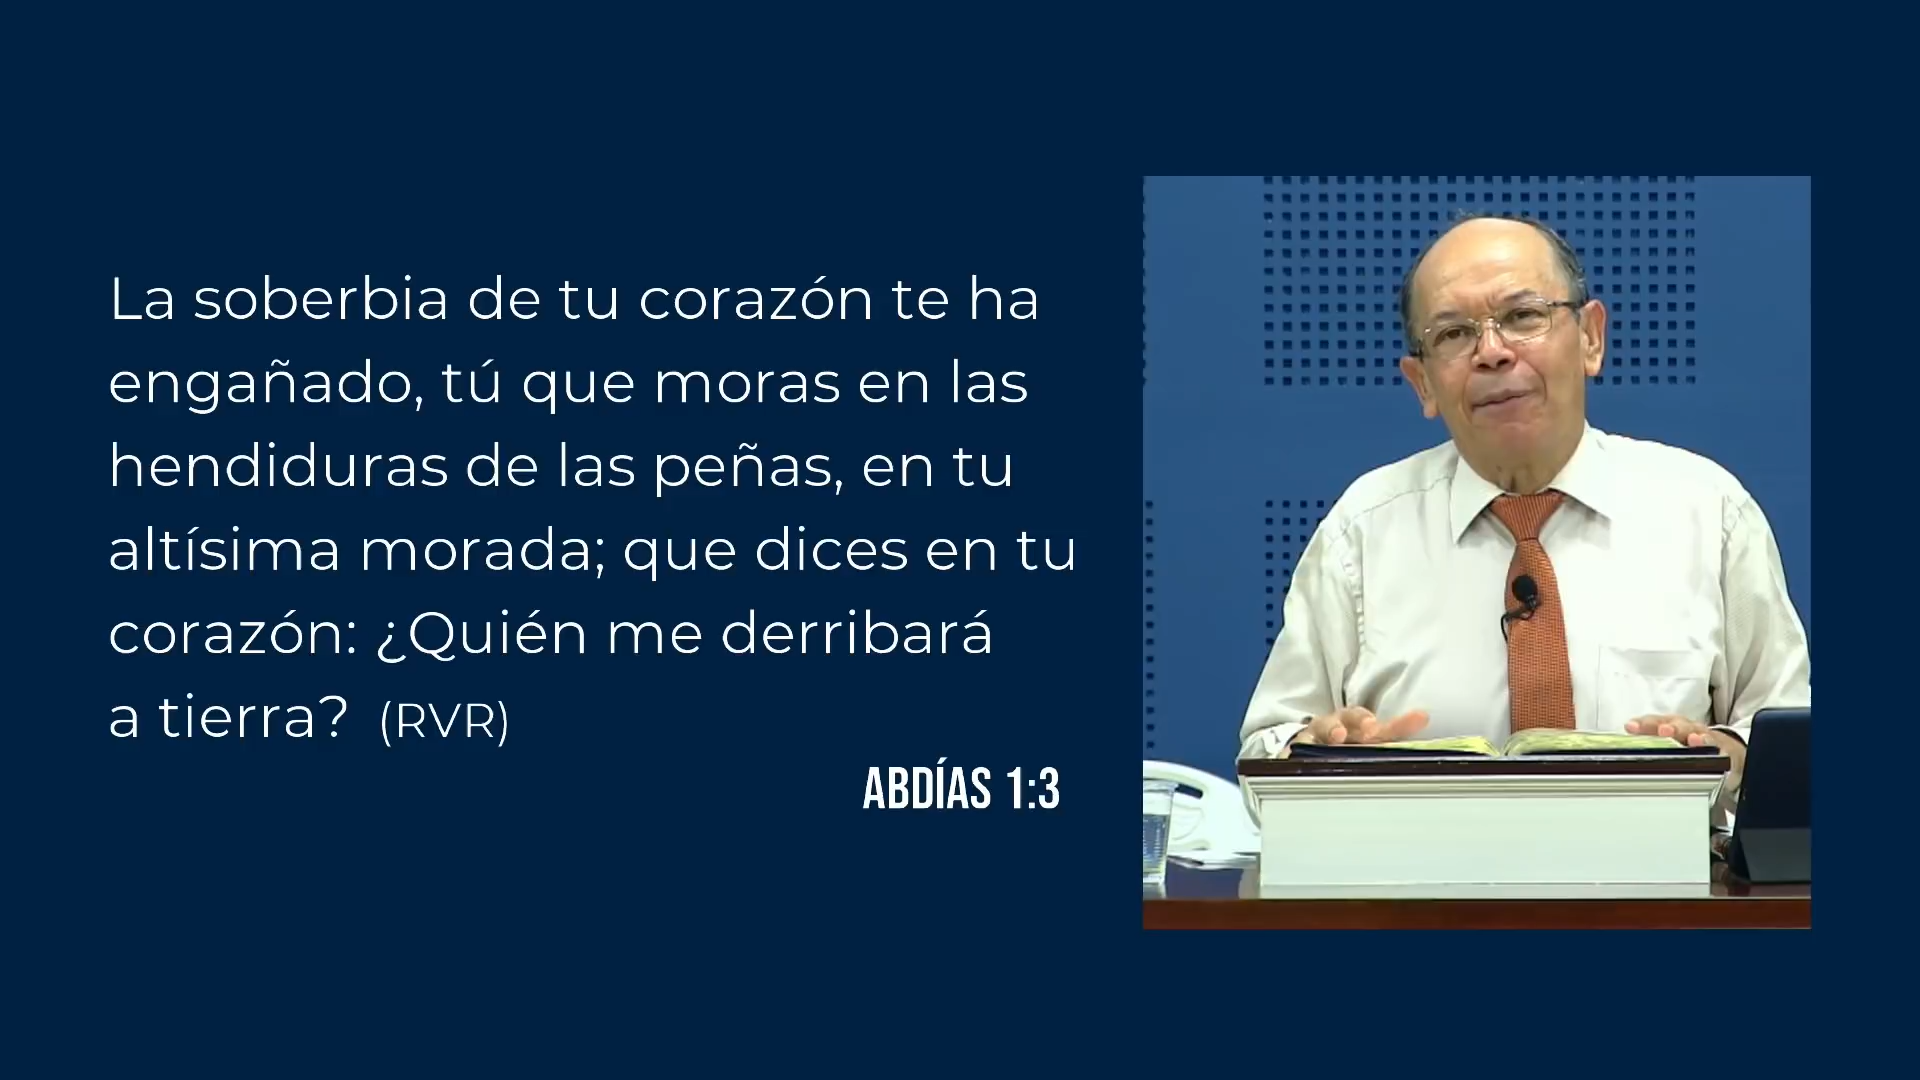 La soberbia de tu corazón te ha
engañado, tú que moras en las
hendiduras de las peñas, en tu
altísima morada; que dices en tu
corazón: ¿Quién me derribará
a tierra? (RVR)
ABDÍAS 1:3